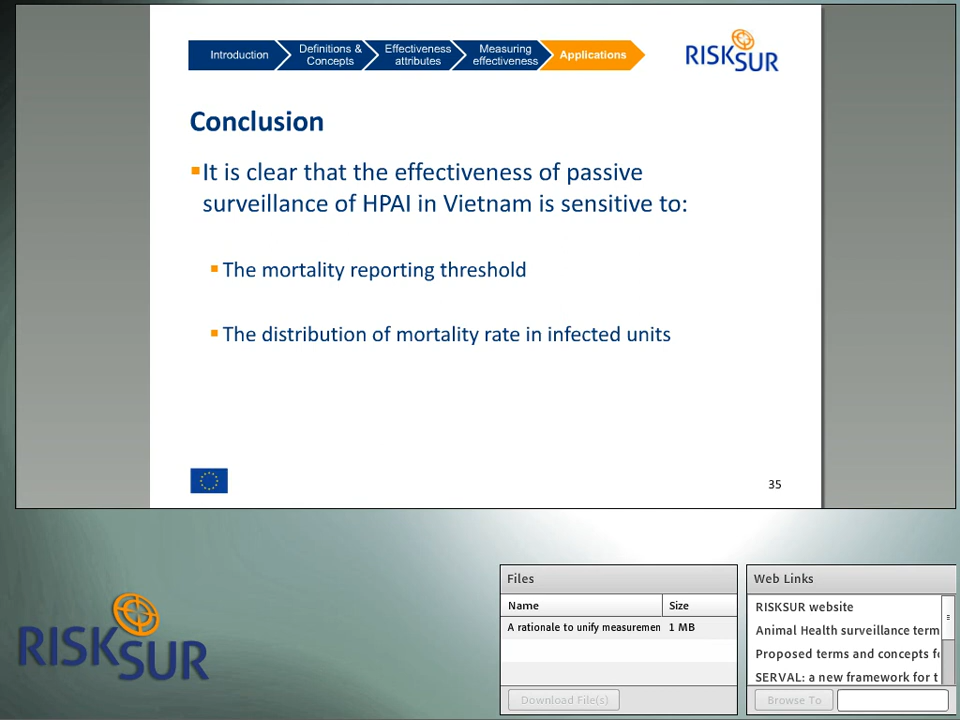 Introduction
Definitions & Concepts
Effectiveness attributes
Measuring effectiveness
Applications
RISKSUR
Conclusion
It is clear that the effectiveness of passive
surveillance of HPAI in Vietnam is sensitive to:
The mortality reporting threshold
The distribution of mortality rate in infected units
35
RISKSUR
Files
Name Size
A rationale to unify measuremen 1 MB
Download File(s)
Web Links
RISKSUR website
Animal Health surveillance term
Proposed terms and concepts fo
SERVAL: a new framework for t
Browse To